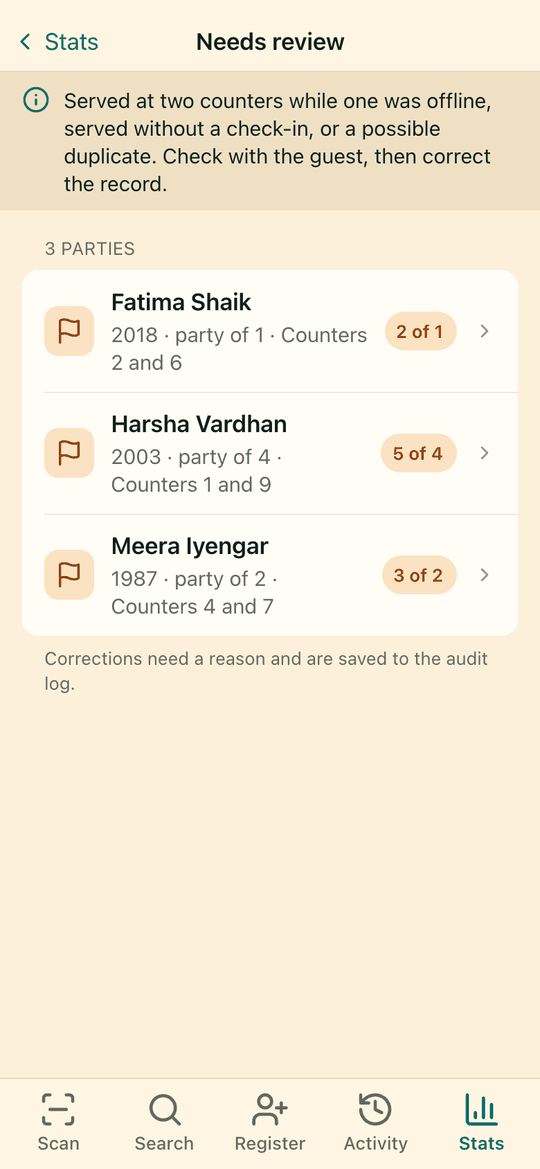 Stats
Needs review
Served at two counters while one was offline,
served without a check-in, or a possible
duplicate. Check with the guest, then correct
the record.
3 PARTIES
Fatima Shaik
2018 · party of 1 · Counters
2 and 6
2 of 1
Harsha Vardhan
2003 · party of 4 ·
Counters 1 and 9
5 of 4
Meera Iyengar
1987 · party of 2 ·
Counters 4 and 7
3 of 2
Corrections need a reason and are saved to the audit
log.
Scan
Search
Register
Activity
Stats